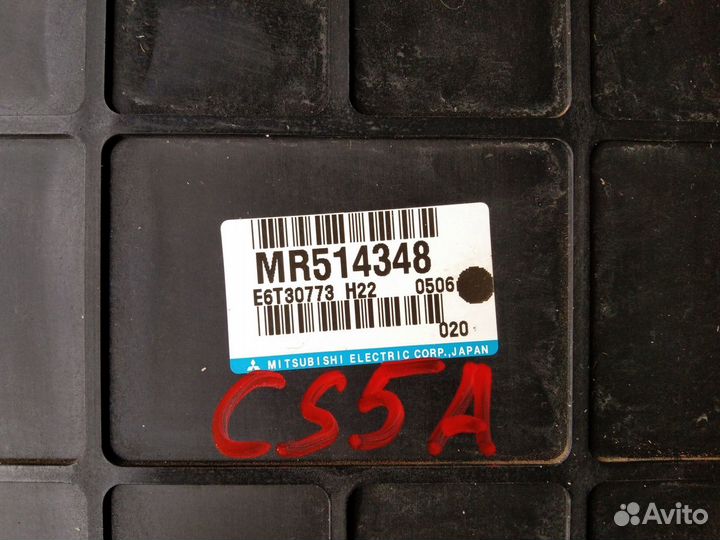 MR514348
E6T30773 H22 0506
020
MITSUBISHI ELECTRIC CORP.,JAPAN
CS5A
Avito